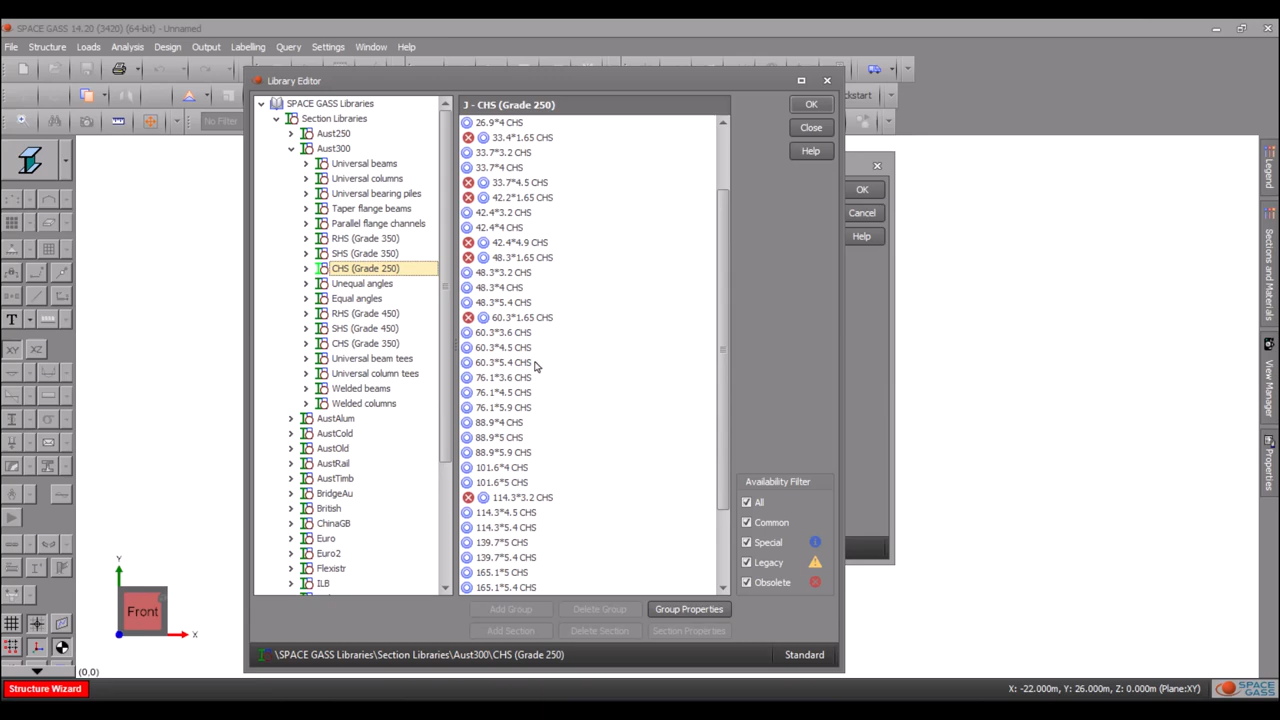 SPACE GASS 14.20 (3420) (64-bit) - Unnamed
File Structure Loads Analysis Design Output Labelling Query Settings Window Help
Library Editor
SPACE GASS Libraries
Section Libraries
Aust250
Aust300
Universal beams
Universal columns
Universal bearing piles
Taper flange beams
Parallel flange channels
RHS (Grade 350)
SHS (Grade 350)
CHS (Grade 250)
Unequal angles
Equal angles
RHS (Grade 450)
SHS (Grade 450)
CHS (Grade 350)
Universal beam tees
Universal column tees
Welded beams
Welded columns
AustAlum
AustCold
AustOld
AustRail
AustTimb
BridgeAu
British
ChinaGB
Euro
Euro2
Flexistr
ILB
J - CHS (Grade 250)
26.9*4 CHS
33.4*1.65 CHS
33.7*3.2 CHS
33.7*4 CHS
33.7*4.5 CHS
42.2*1.65 CHS
42.4*3.2 CHS
42.4*4 CHS
42.4*4.9 CHS
48.3*1.65 CHS
48.3*3.2 CHS
48.3*4 CHS
48.3*5.4 CHS
60.3*1.65 CHS
60.3*3.6 CHS
60.3*4.5 CHS
60.3*5.4 CHS
76.1*3.6 CHS
76.1*4.5 CHS
76.1*5.9 CHS
88.9*4 CHS
88.9*5 CHS
88.9*5.9 CHS
101.6*4 CHS
101.6*5 CHS
114.3*3.2 CHS
114.3*4.5 CHS
114.3*5.4 CHS
139.7*5 CHS
139.7*5.4 CHS
165.1*5 CHS
165.1*5.4 CHS
OK
Close
Help
Availability Filter
All
Common
Special
Legacy
Obsolete
Add Group Delete Group Group Properties
Add Section Delete Section Section Properties
\SPACE GASS Libraries\Section Libraries\Aust300\CHS (Grade 250) Standard
OK
Cancel
Help
No Filter
kstart
T
XY XZ
Y
Front
X
(0,0)
Legend
Sections and Materials
View Manager
Properties
Structure Wizard
X: -22.000m, Y: 26.000m, Z: 0.000m (Plane:XY)
SPACE GASS